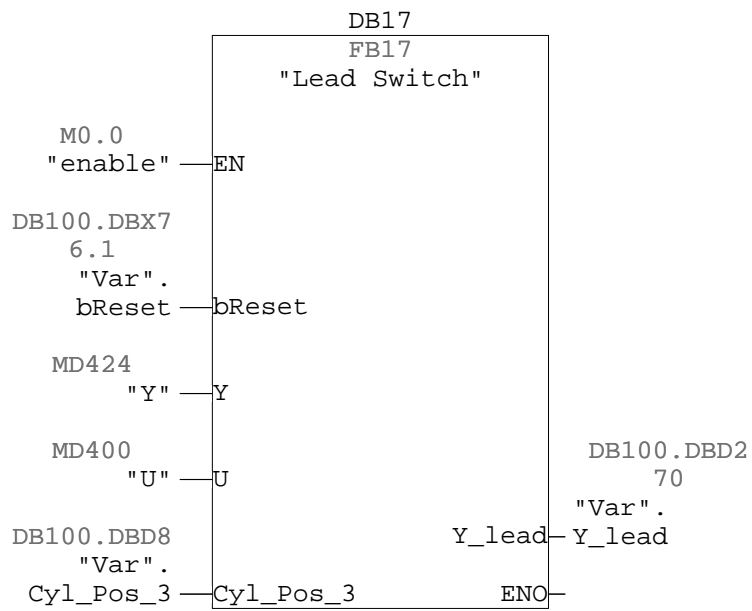 DB17
FB17
"Lead Switch"
M0.0
"enable"
EN
DB100.DBX7
6.1
"Var".
bReset
bReset
MD424
"Y"
Y
MD400
"U"
U
DB100.DBD2
70
"Var".
Y_lead
Y_lead
DB100.DBD8
"Var".
Cyl_Pos_3
Cyl_Pos_3
ENO